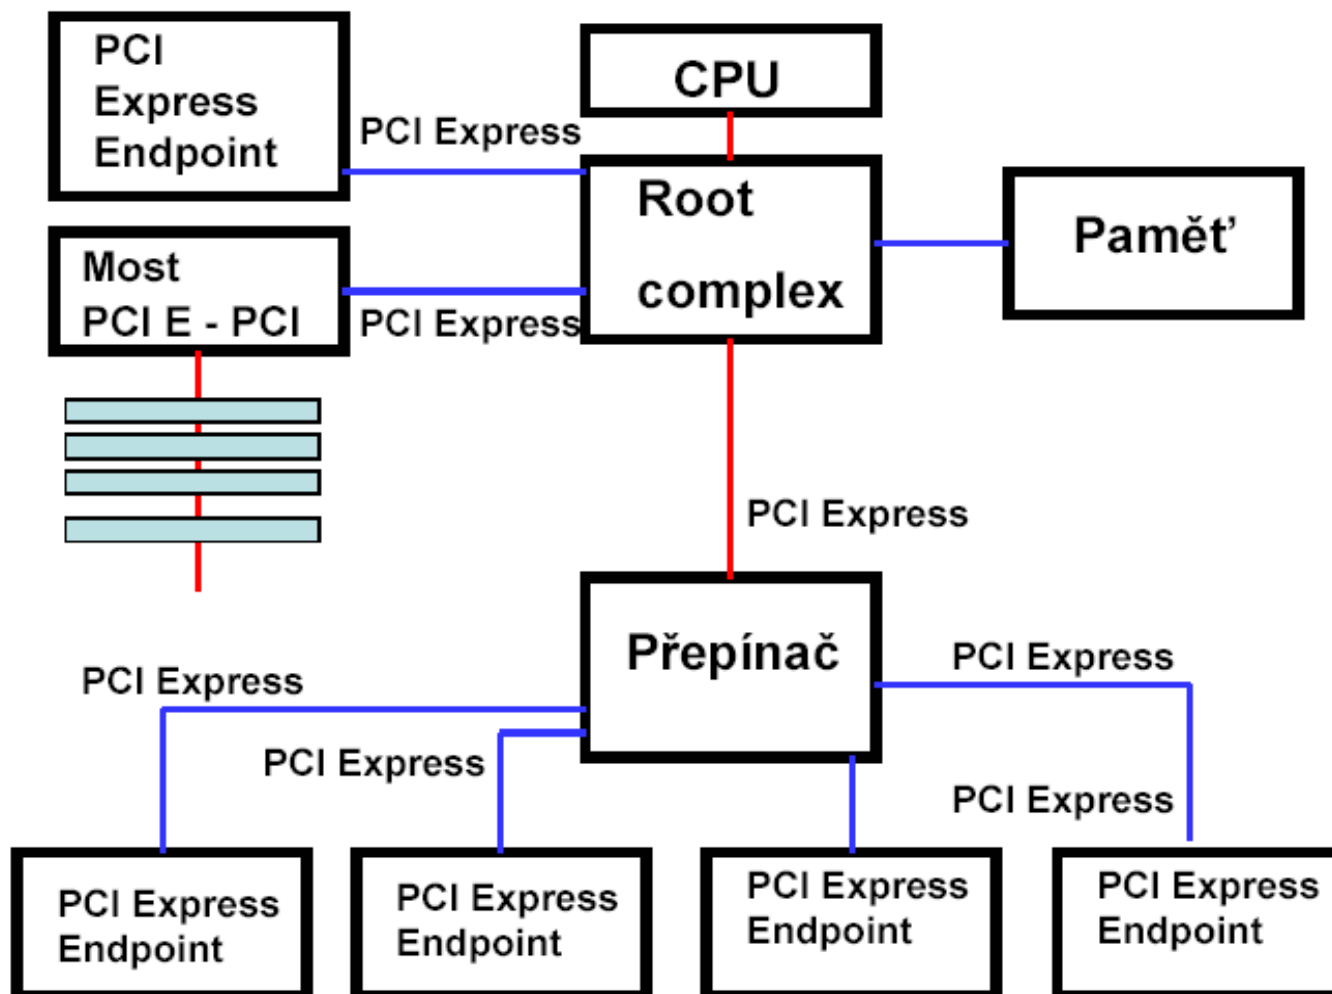 PCI
Express
Endpoint
PCI Express
CPU
Root
complex
Paměť
Most
PCI E - PCI
PCI Express
PCI Express
Přepínač
PCI Express
PCI Express
PCI Express
PCI Express
PCI Express
Endpoint
PCI Express
Endpoint
PCI Express
Endpoint
PCI Express
Endpoint